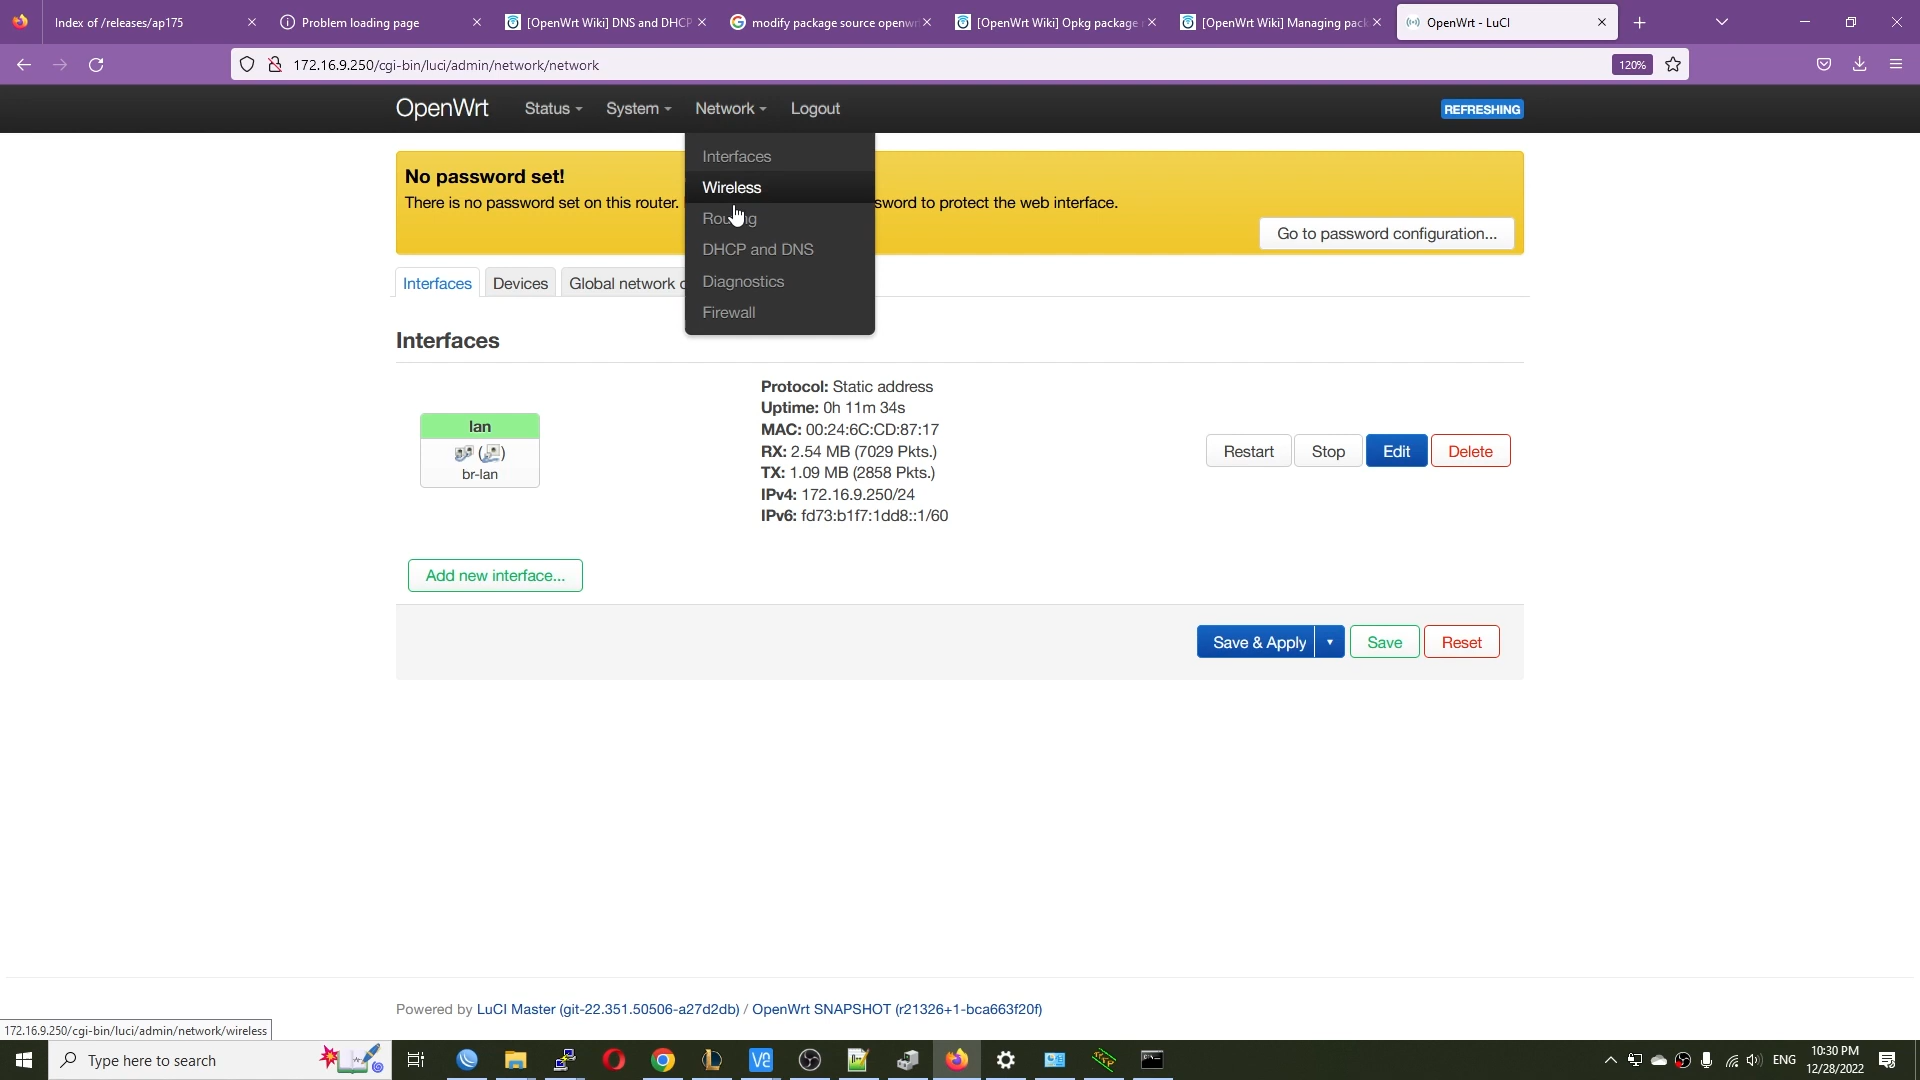 Index of /releases/ap175
Problem loading page
[OpenWrt Wiki] DNS and DHCP
modify package source openwr
[OpenWrt Wiki] Opkg package
[OpenWrt Wiki] Managing pack
OpenWrt - LuCI
172.16.9.250/cgi-bin/luci/admin/network/network
120%
OpenWrt
Status
System
Network
Logout
REFRESHING
Interfaces
Wireless
Routing
DHCP and DNS
Diagnostics
Firewall
No password set!
There is no password set on this router.
sword to protect the web interface.
Go to password configuration...
Interfaces
Devices
Global network
Interfaces
lan
br-lan
Protocol: Static address
Uptime: 0h 11m 34s
MAC: 00:24:6C:CD:87:17
RX: 2.54 MB (7029 Pkts.)
TX: 1.09 MB (2858 Pkts.)
IPv4: 172.16.9.250/24
IPv6: fd73:b1f7:1dd8::1/60
Restart
Stop
Edit
Delete
Add new interface...
Save & Apply
Save
Reset
Powered by LuCI Master (git-22.351.50506-a27d2db) / OpenWrt SNAPSHOT (r21326+1-bca663f20f)
172.16.9.250/cgi-bin/luci/admin/network/wireless
Type here to search
ENG
10:30 PM
12/28/2022